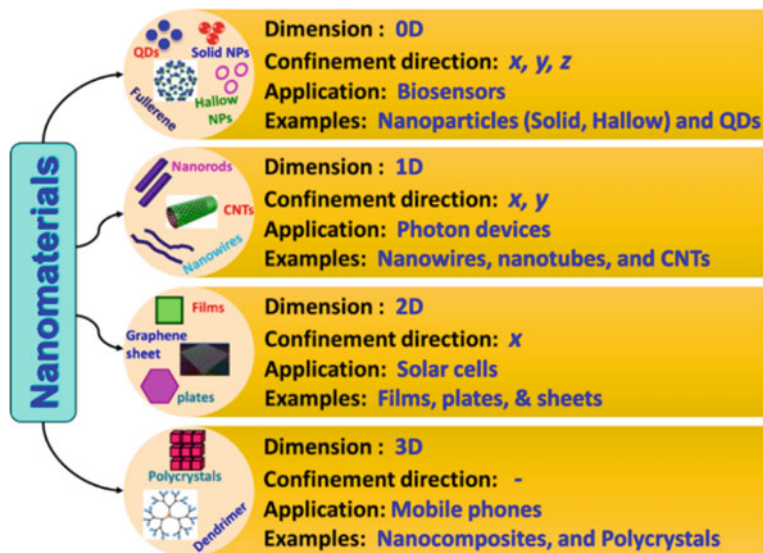 Nanomaterials
QDs
Solid NPs
Fullerene
Hallow
NPs
Dimension : 0D
Confinement direction: x, y, z
Application: Biosensors
Examples: Nanoparticles (Solid, Hallow) and QDs
Nanorods
CNTs
Nanowires
Dimension : 1D
Confinement direction: x, y
Application: Photon devices
Examples: Nanowires, nanotubes, and CNTs
Films
Graphene
sheet
plates
Dimension : 2D
Confinement direction: x
Application: Solar cells
Examples: Films, plates, & sheets
Polycrystals
Dendrimer
Dimension : 3D
Confinement direction: -
Application: Mobile phones
Examples: Nanocomposites, and Polycrystals